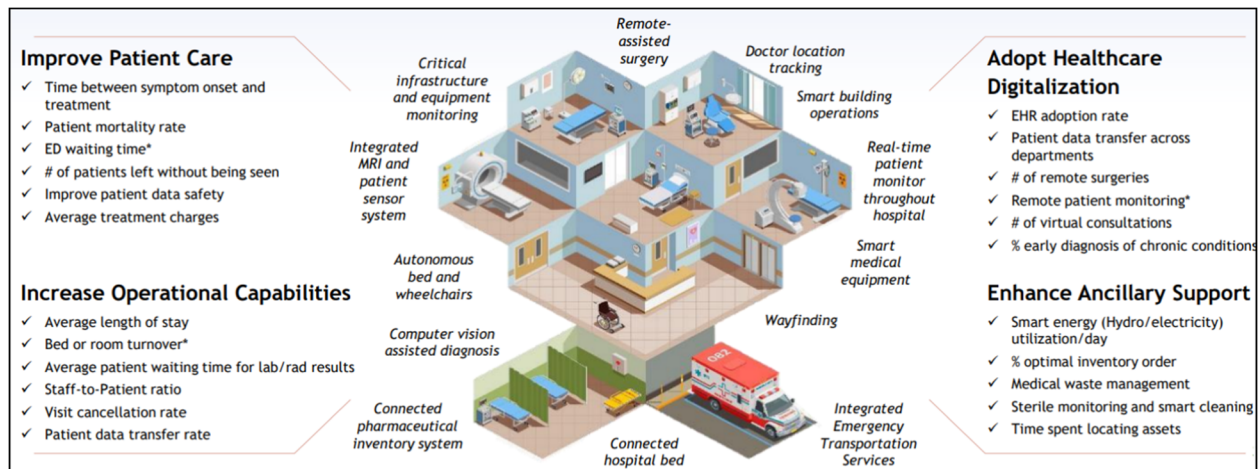 Improve Patient Care
✓ Time between symptom onset and
treatment
✓ Patient mortality rate
✓ ED waiting time*
✓ # of patients left without being seen
✓ Improve patient data safety
✓ Average treatment charges
Increase Operational Capabilities
✓ Average length of stay
✓ Bed or room turnover*
✓ Average patient waiting time for lab/rad results
✓ Staff-to-Patient ratio
✓ Visit cancellation rate
✓ Patient data transfer rate
Remote-
assisted
surgery
Critical
infrastructure
and equipment
monitoring
Integrated
MRI and
patient
sensor
system
Autonomous
bed and
wheelchairs
Computer vision
assisted diagnosis
Connected
pharmaceutical
inventory system
Connected
hospital bed
Doctor location
tracking
Smart building
operations
Real-time
patient
monitor
throughout
hospital
Smart
medical
equipment
Wayfinding
Integrated
Emergency
Transportation
Services
082
Adopt Healthcare
Digitalization
✓ EHR adoption rate
✓ Patient data transfer across
departments
✓ # of remote surgeries
✓ Remote patient monitoring*
✓ # of virtual consultations
✓ % early diagnosis of chronic conditions
Enhance Ancillary Support
✓ Smart energy (Hydro/electricity)
utilization/day
✓ % optimal inventory order
✓ Medical waste management
✓ Sterile monitoring and smart cleaning
✓ Time spent locating assets